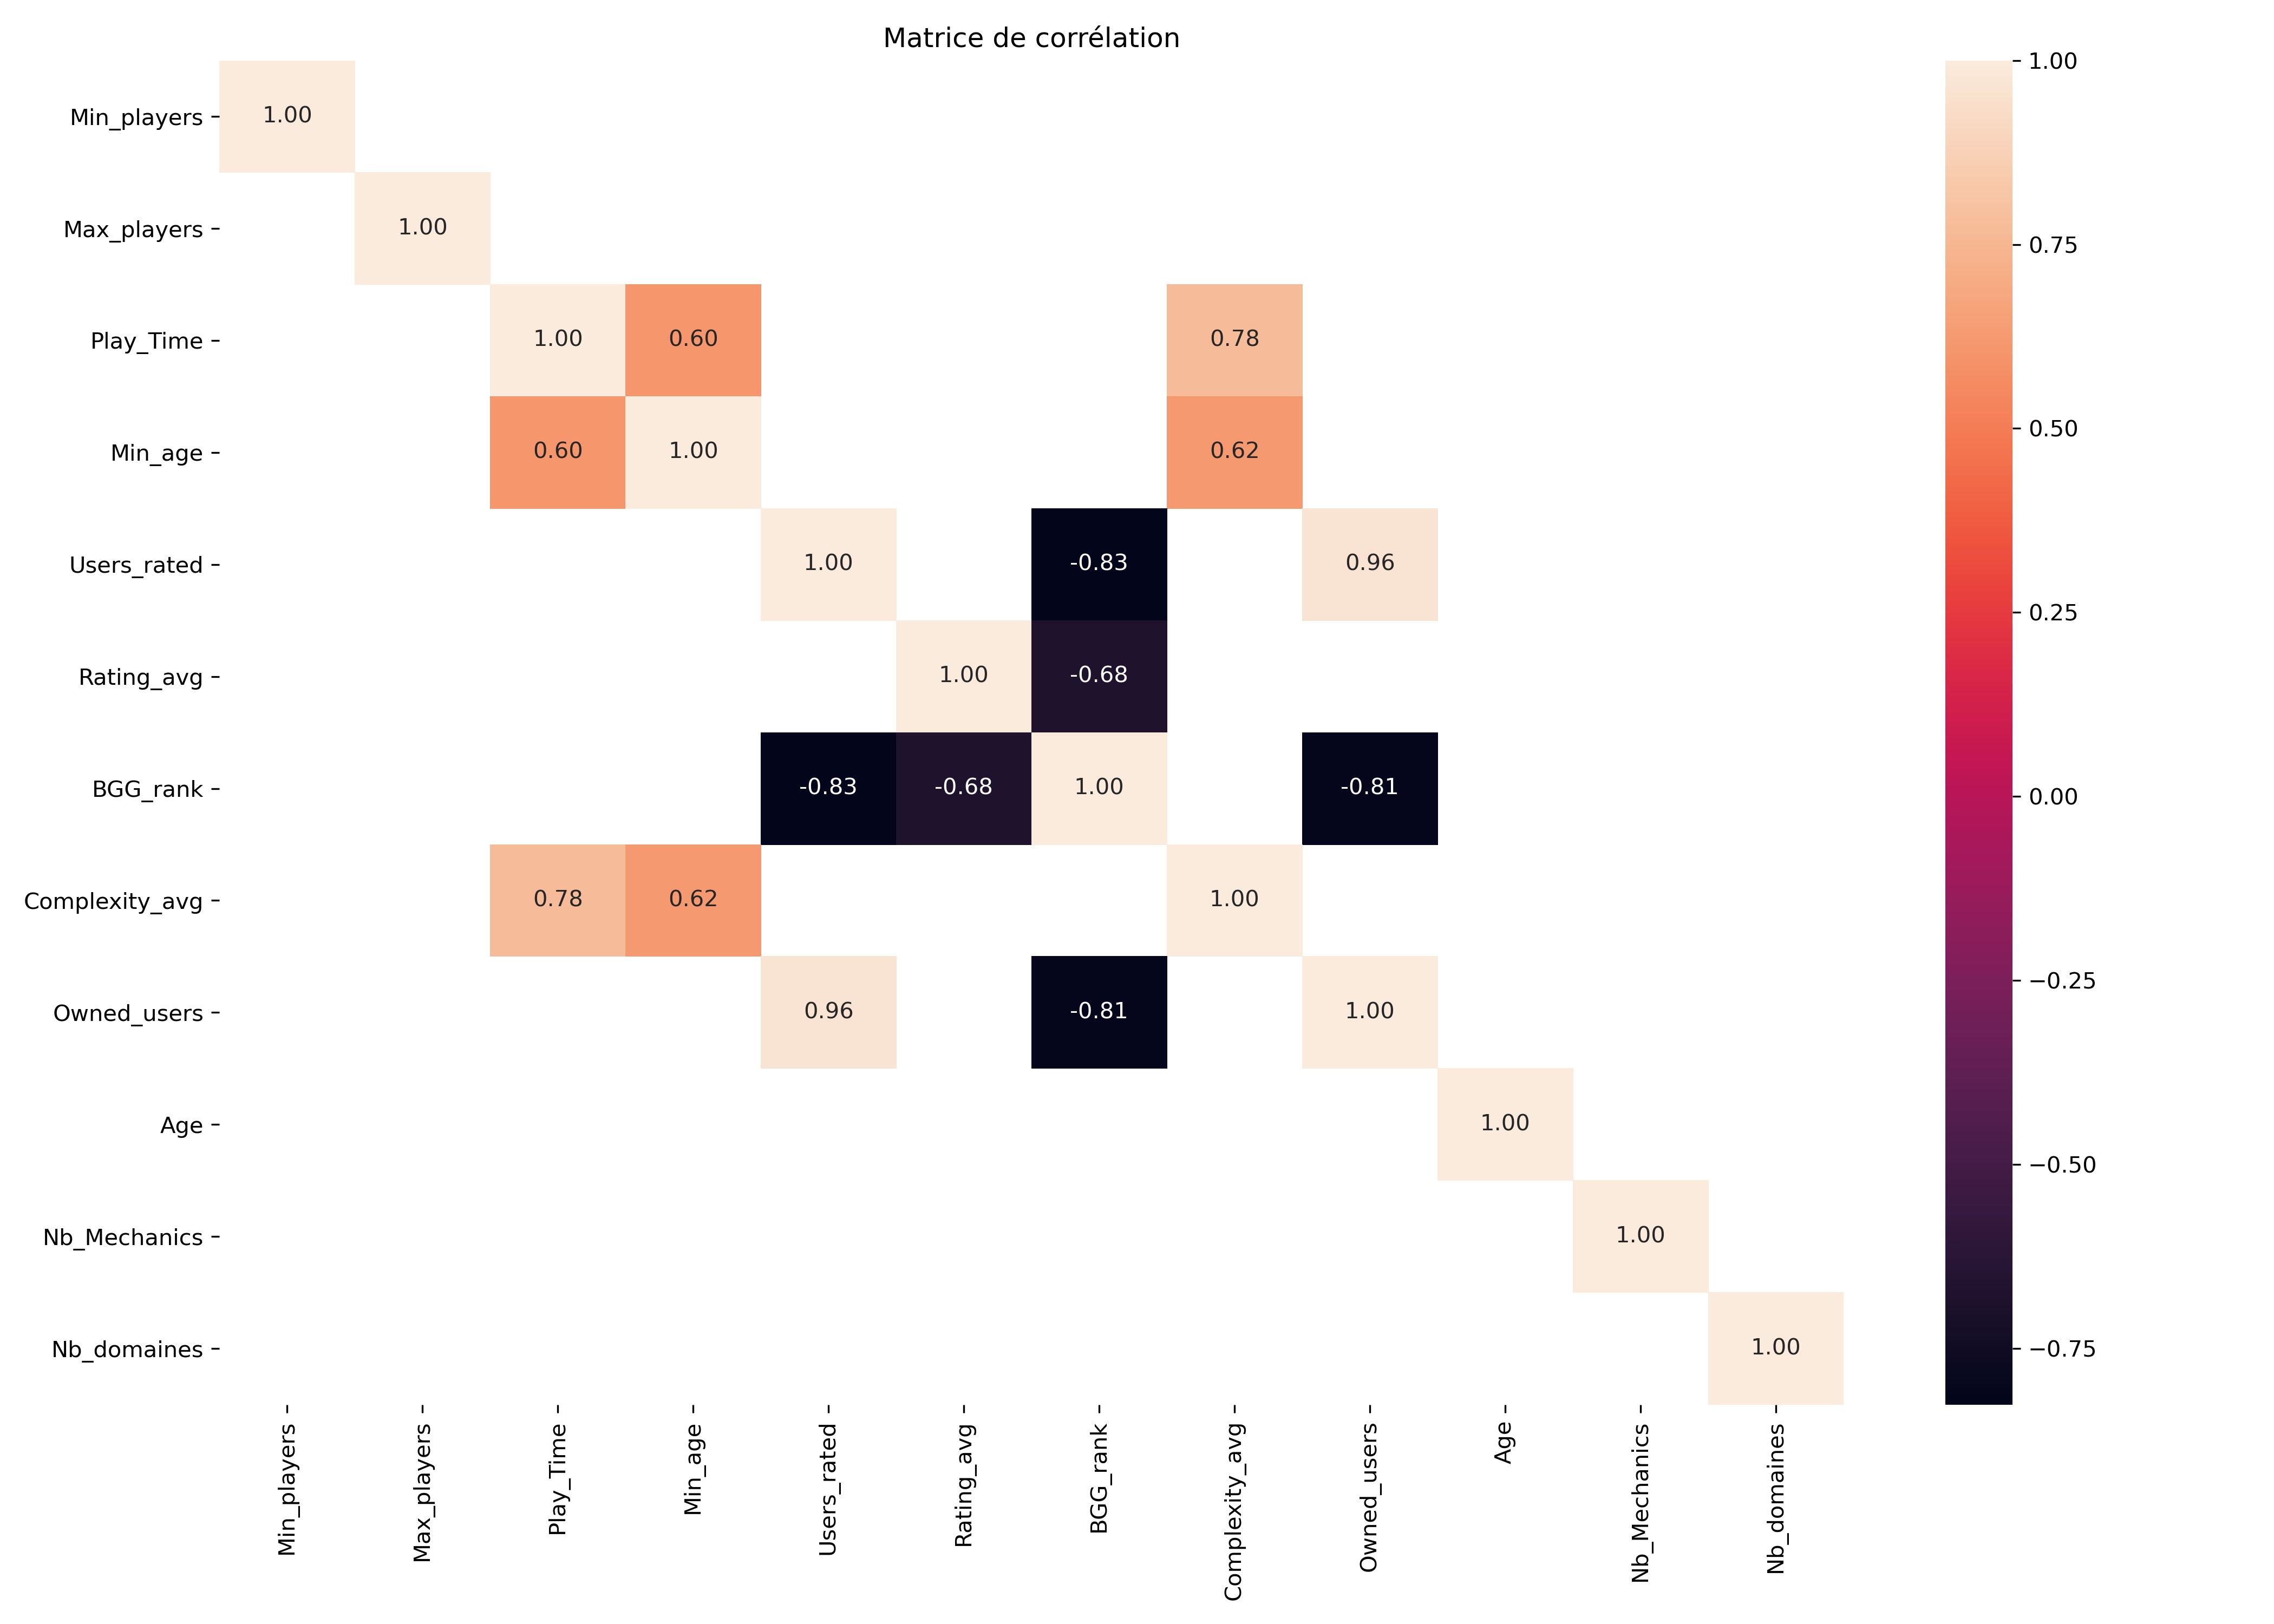 Matrice de corrélation
Min_players 1.00
Max_players 1.00
Play_Time 1.00 0.60 0.78
Min_age 0.60 1.00 0.62
Users_rated 1.00 -0.83 0.96
Rating_avg 1.00 -0.68
BGG_rank -0.83 -0.68 1.00 -0.81
Complexity_avg 0.78 0.62 1.00
Owned_users 0.96 -0.81 1.00
Age 1.00
Nb_Mechanics 1.00
Nb_domaines 1.00
Min_players
Max_players
Play_Time
Min_age
Users_rated
Rating_avg
BGG_rank
Complexity_avg
Owned_users
Age
Nb_Mechanics
Nb_domaines
1.00
0.75
0.50
0.25
0.00
−0.25
−0.50
−0.75